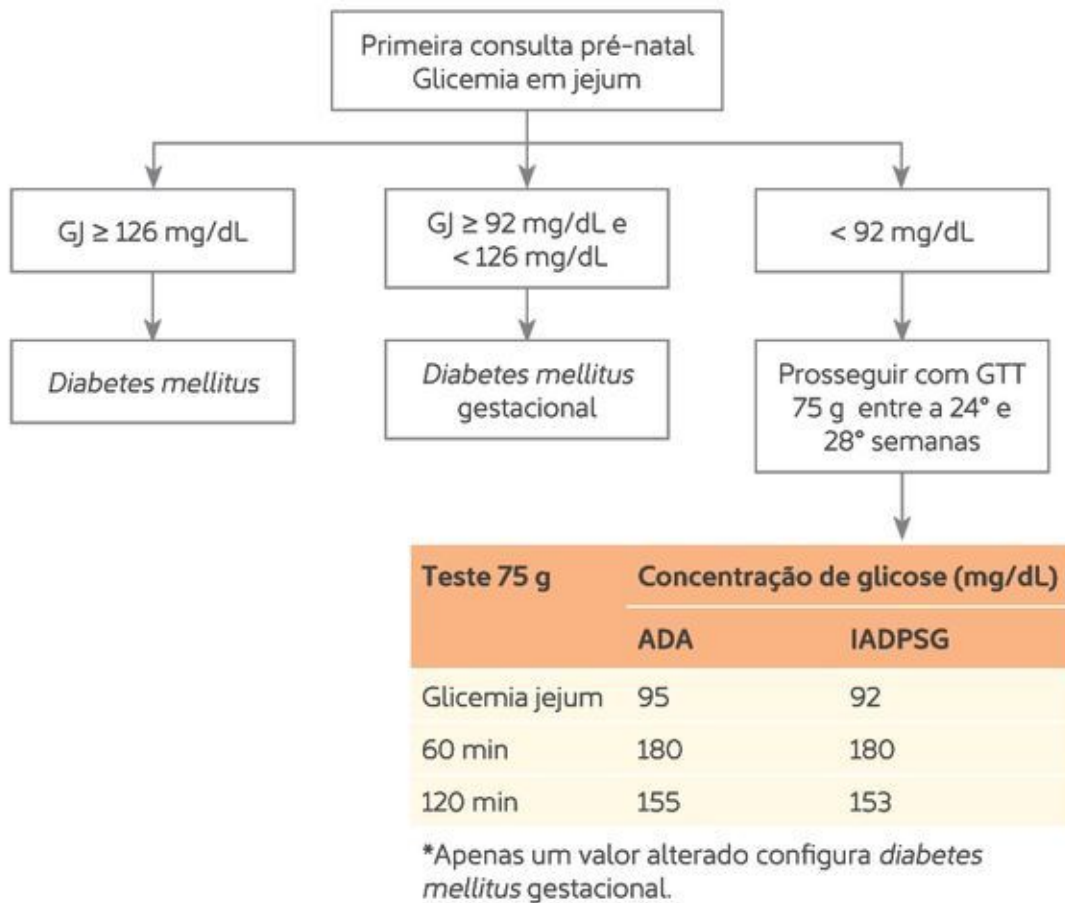 Primeira consulta pré-natal
Glicemia em jejum
GJ ≥ 126 mg/dL
GJ ≥ 92 mg/dL e
< 126 mg/dL
< 92 mg/dL
Diabetes mellitus
Diabetes mellitus
gestacional
Prosseguir com GTT
75 g entre a 24° e
28° semanas
Teste 75 g Concentração de glicose (mg/dL)
ADA IADPSG
Glicemia jejum 95 92
60 min 180 180
120 min 155 153
*Apenas um valor alterado configura diabetes
mellitus gestacional.